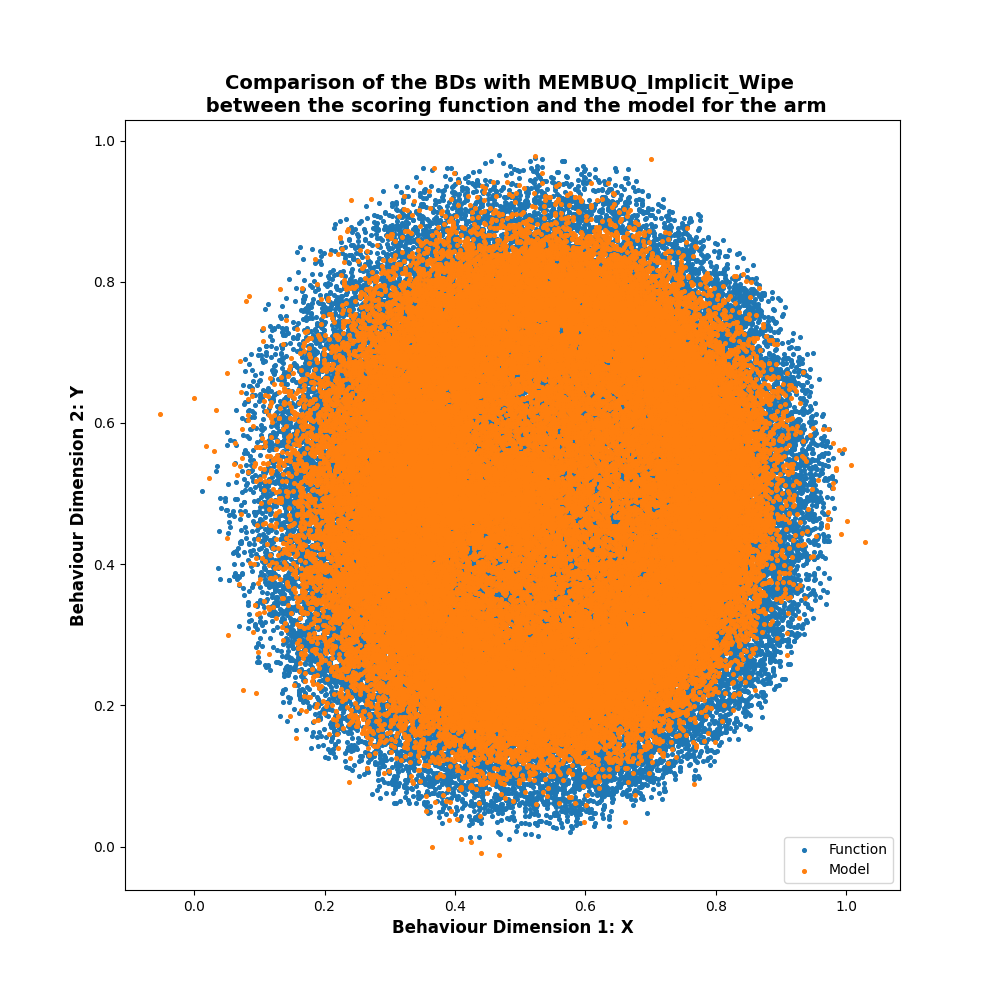 Comparison of the BDs with MEMBUQ_Implicit_Wipe
between the scoring function and the model for the arm
1.0
0.8
0.6
0.4
0.2
0.0
Behaviour Dimension 2: Y
Function
Model
0.0 0.2 0.4 0.6 0.8 1.0
Behaviour Dimension 1: X